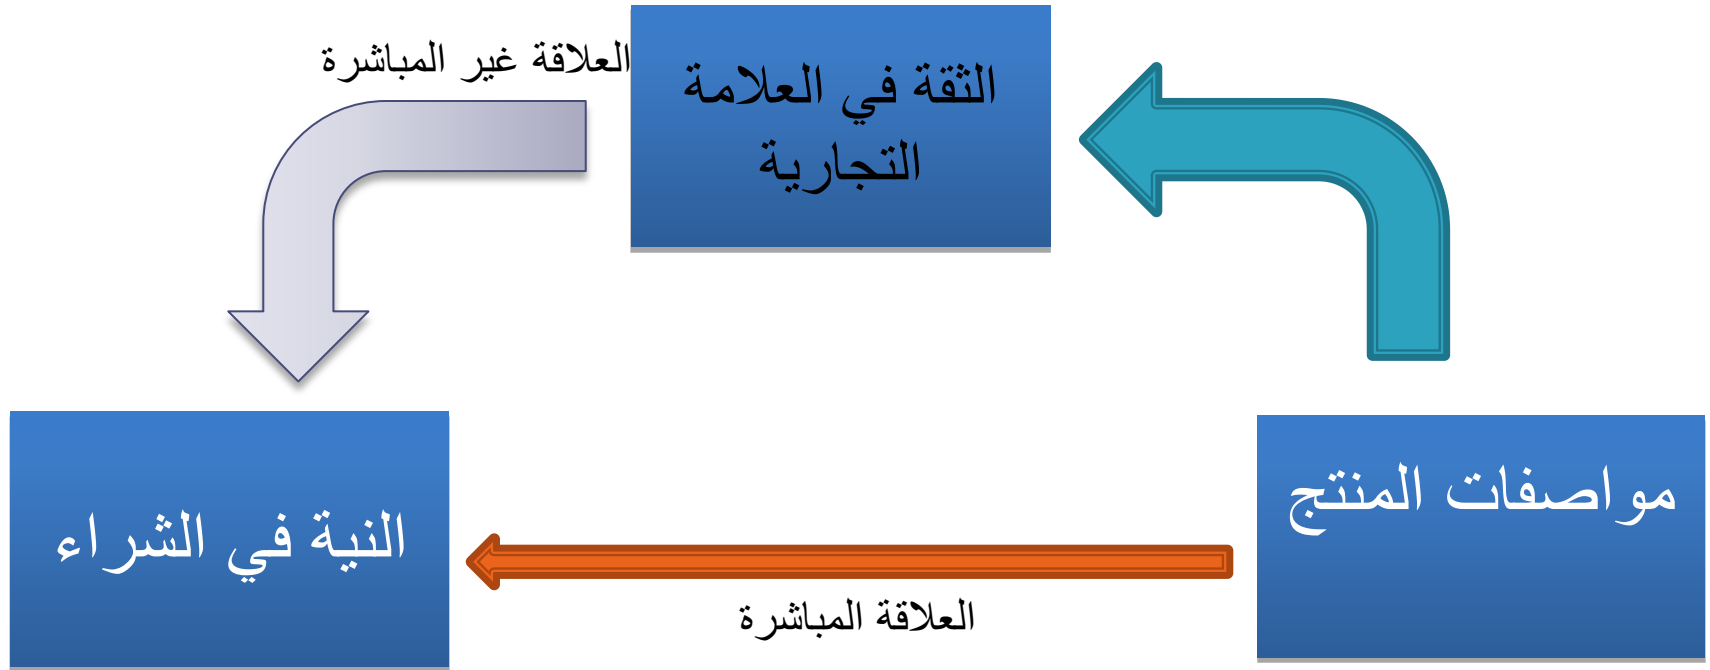 العلاقة غير المباشرة
الثقة في العلامة
التجارية
مواصفات المنتج
النية في الشراء
العلاقة المباشرة